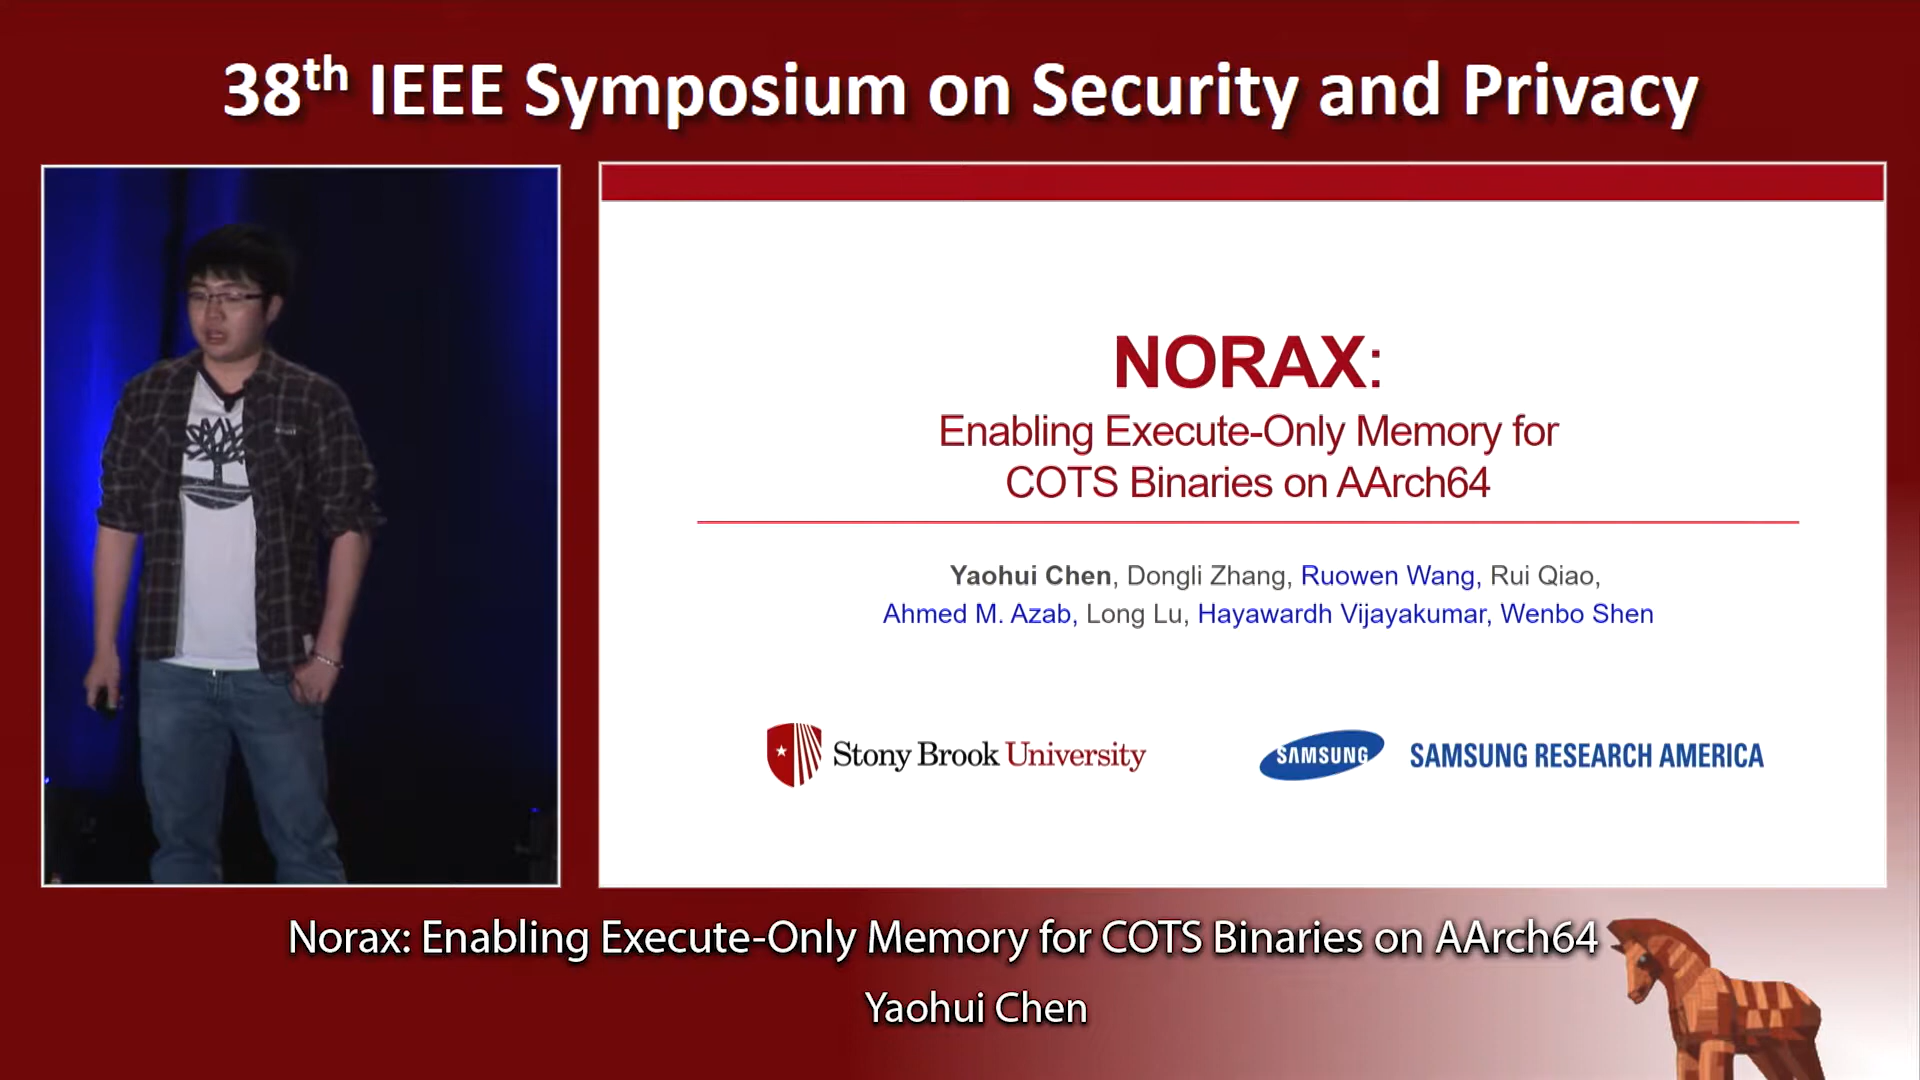 38th IEEE Symposium on Security and Privacy
NORAX:
Enabling Execute-Only Memory for
COTS Binaries on AArch64
Yaohui Chen, Dongli Zhang, Ruowen Wang, Rui Qiao,
Ahmed M. Azab, Long Lu, Hayawardh Vijayakumar, Wenbo Shen
Stony Brook University
SAMSUNG SAMSUNG RESEARCH AMERICA
Norax: Enabling Execute-Only Memory for COTS Binaries on AArch64
Yaohui Chen